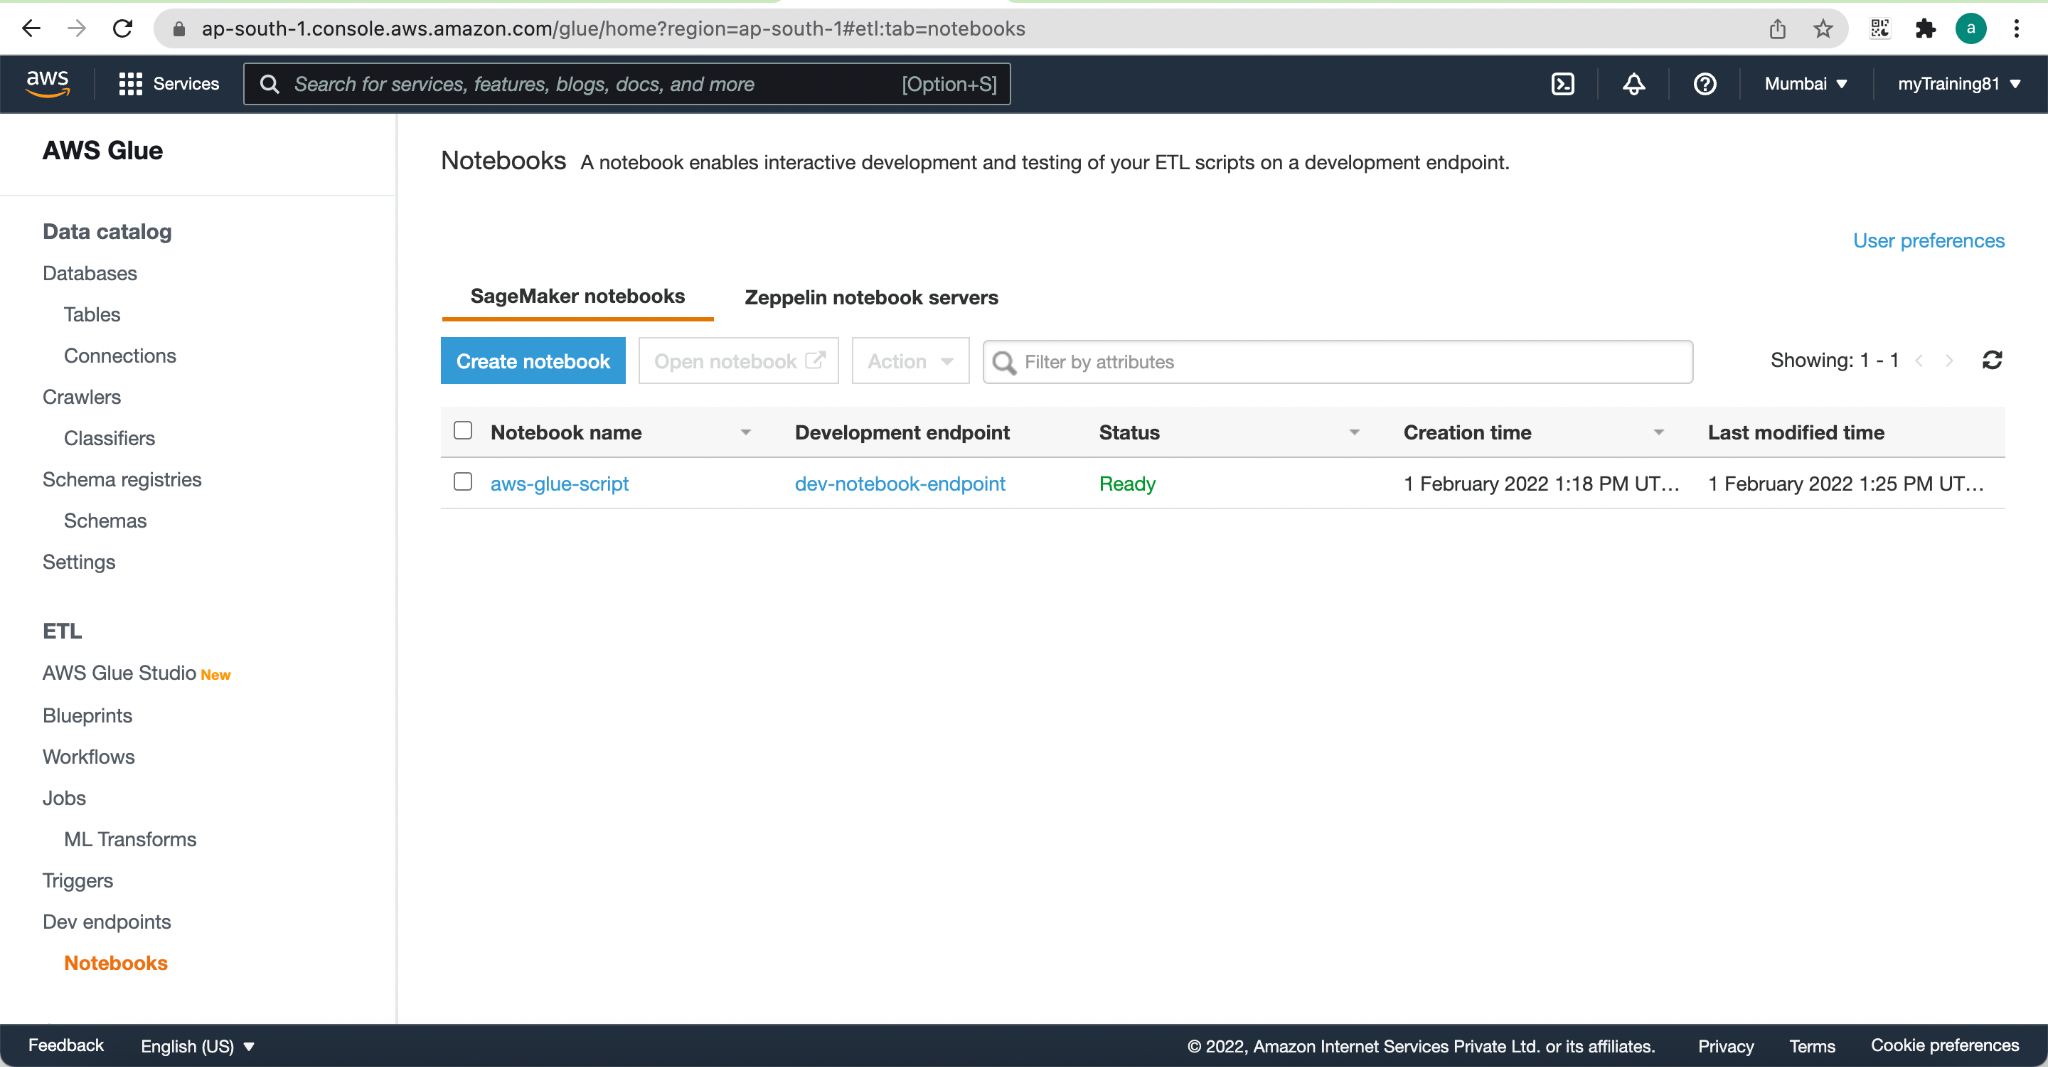 ap-south-1.console.aws.amazon.com/glue/home?region=ap-south-1#etl:tab=notebooks
a
aws
Services
Search for services, features, blogs, docs, and more
[Option+S]
Mumbai ▼
myTraining81 ▼
AWS Glue
Data catalog
Databases
Tables
Connections
Crawlers
Classifiers
Schema registries
Schemas
Settings
ETL
AWS Glue Studio New
Blueprints
Workflows
Jobs
ML Transforms
Triggers
Dev endpoints
Notebooks
Notebooks A notebook enables interactive development and testing of your ETL scripts on a development endpoint.
User preferences
SageMaker notebooks
Zeppelin notebook servers
Create notebook
Open notebook
Action
Filter by attributes
Showing: 1 - 1
Notebook name
Development endpoint
Status
Creation time
Last modified time
aws-glue-script
dev-notebook-endpoint
Ready
1 February 2022 1:18 PM UT...
1 February 2022 1:25 PM UT...
Feedback
English (US) ▼
© 2022, Amazon Internet Services Private Ltd. or its affiliates.
Privacy
Terms
Cookie preferences